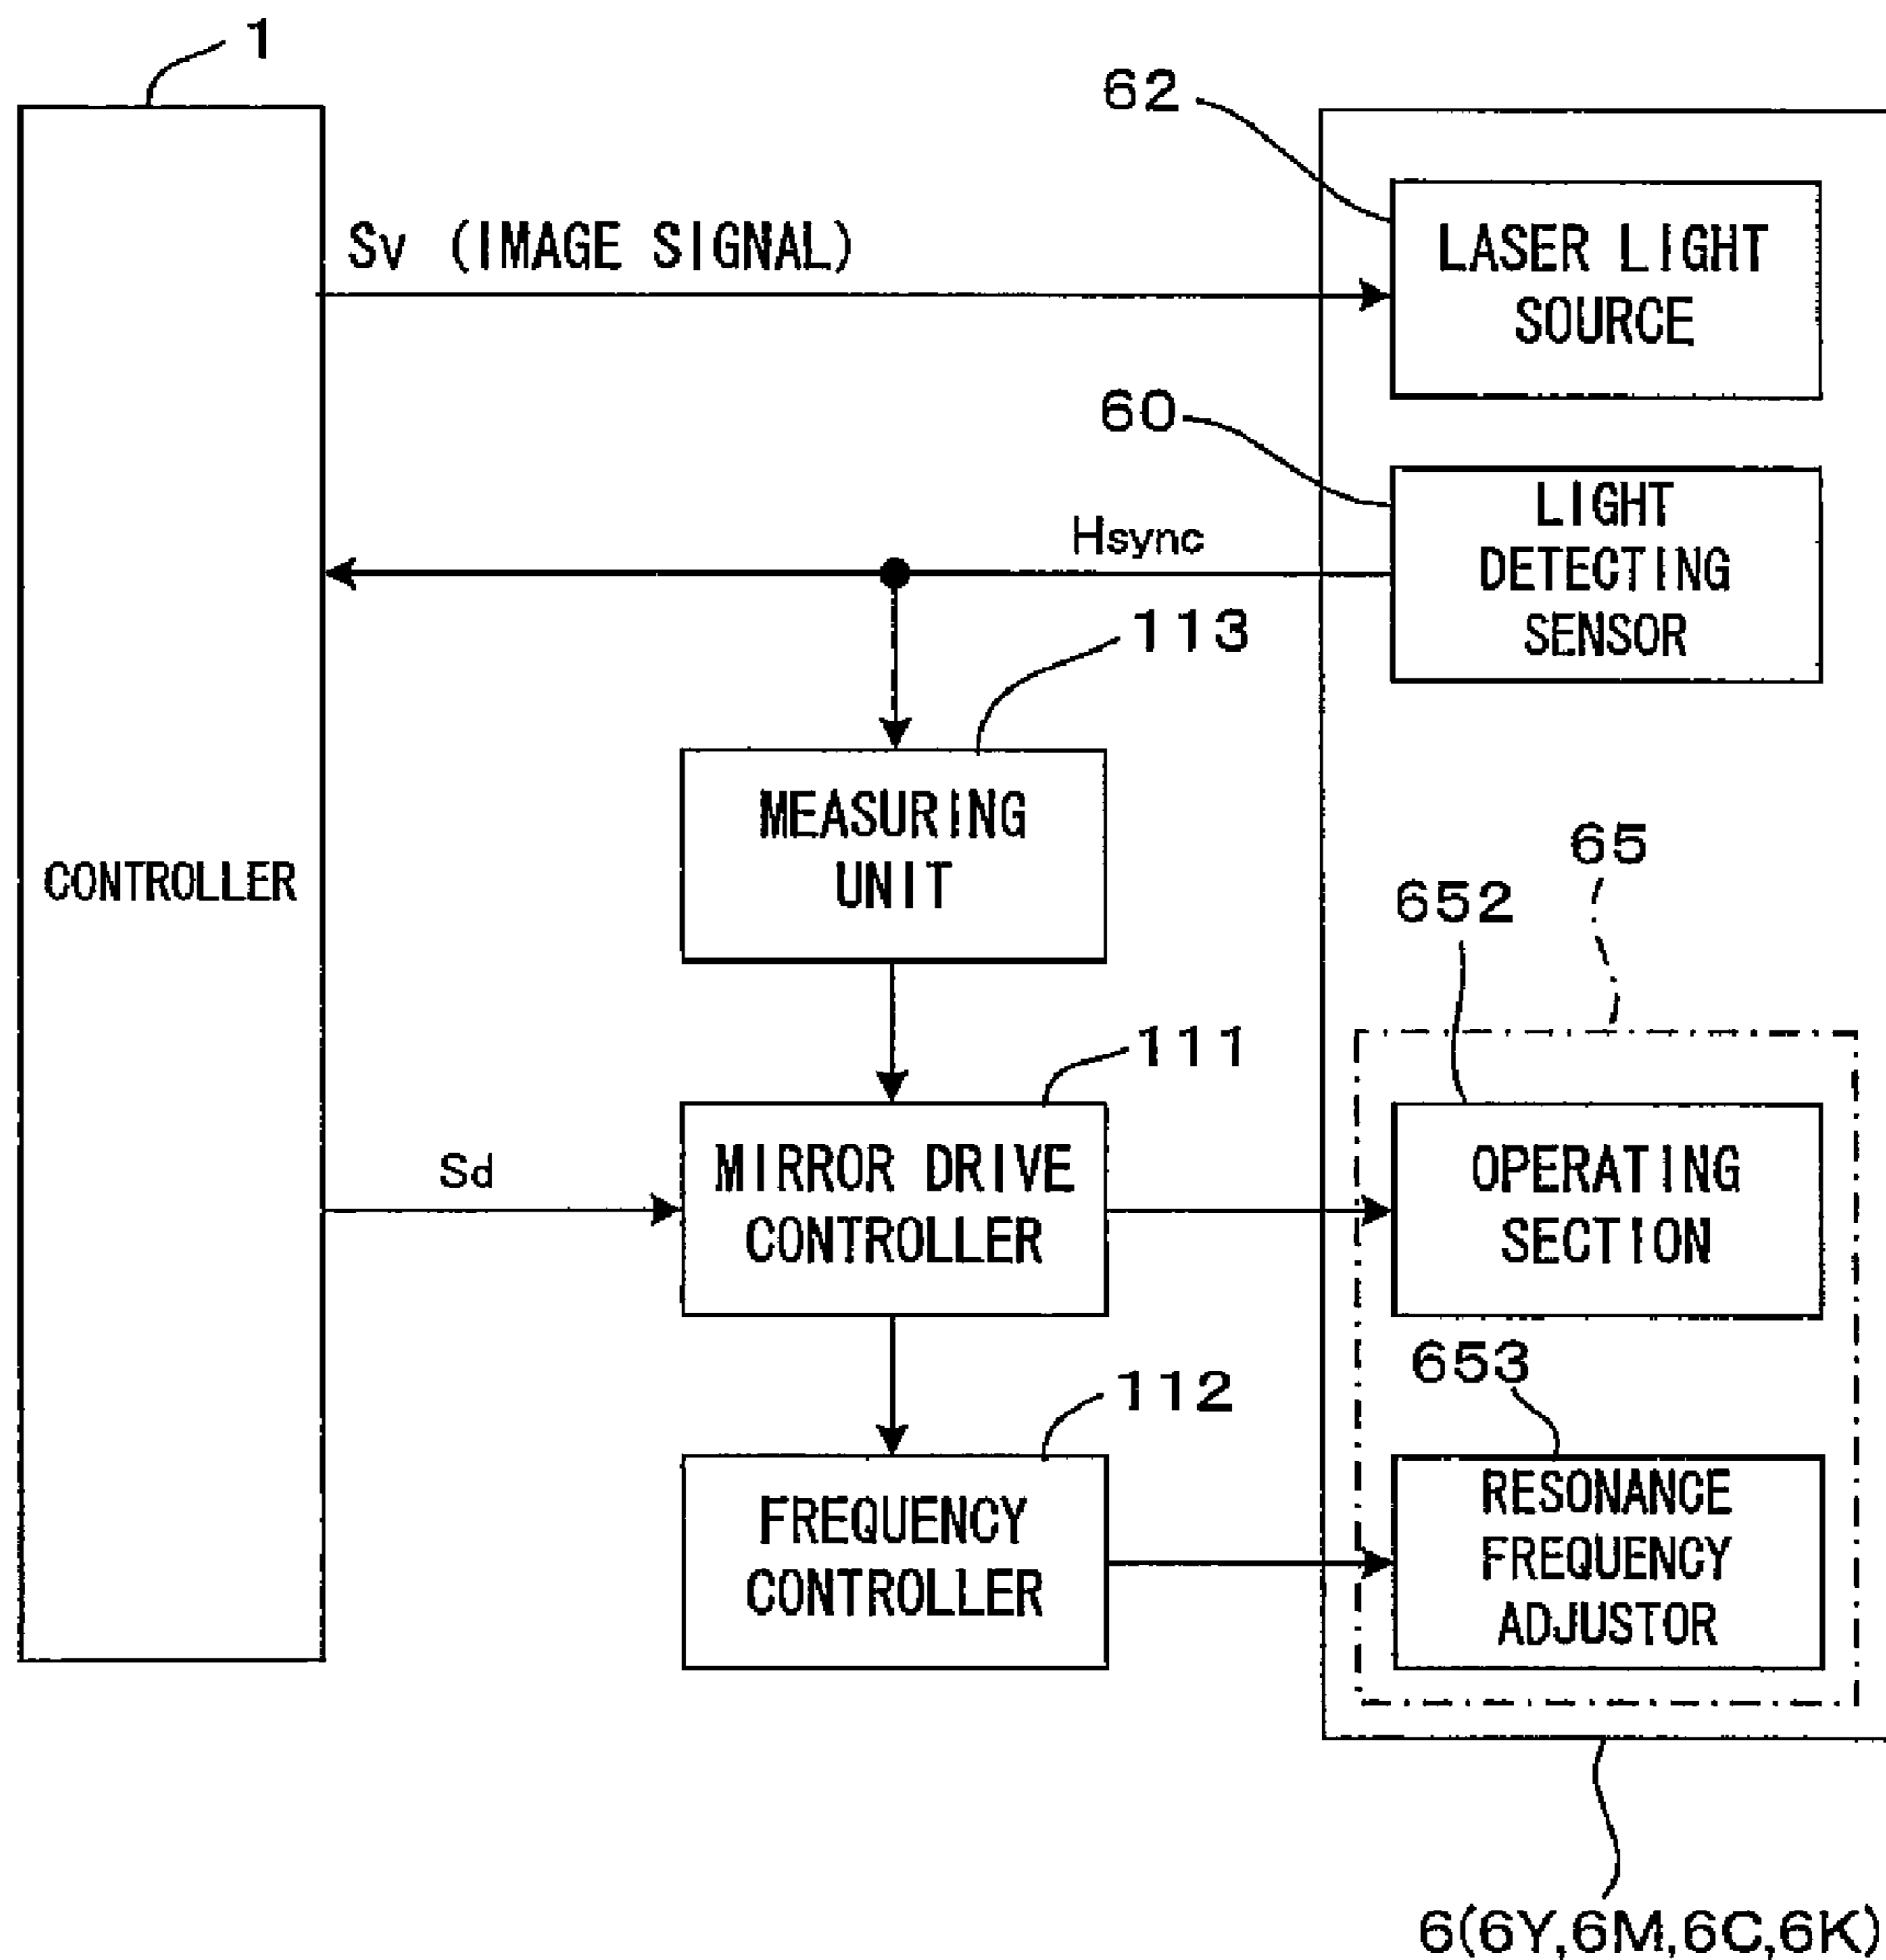 1
62
Sv (IMAGE SIGNAL)
LASER LIGHT
SOURCE
60
Hsync
LIGHT
DETECTING
SENSOR
113
MEASURING
UNIT
CONTROLLER
65
652
111
Sd
MIRROR DRIVE
CONTROLLER
OPERATING
SECTION
653
112
FREQUENCY
CONTROLLER
RESONANCE
FREQUENCY
ADJUSTOR
6(6Y,6M,6C,6K)